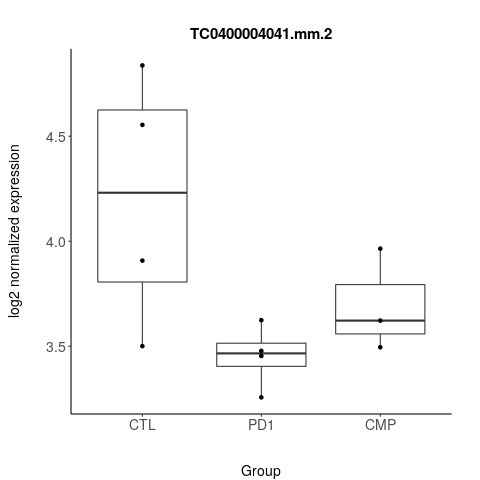 TC0400004041.mm.2
log2 normalized expression
4.5
4.0
3.5
CTL PD1 CMP
Group